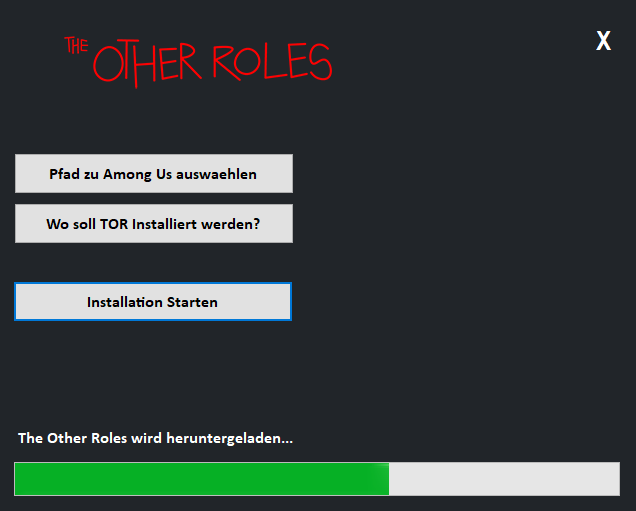 THE OTHER ROLES
X
Pfad zu Among Us auswaehlen
Wo soll TOR Installiert werden?
Installation Starten
The Other Roles wird heruntergeladen...